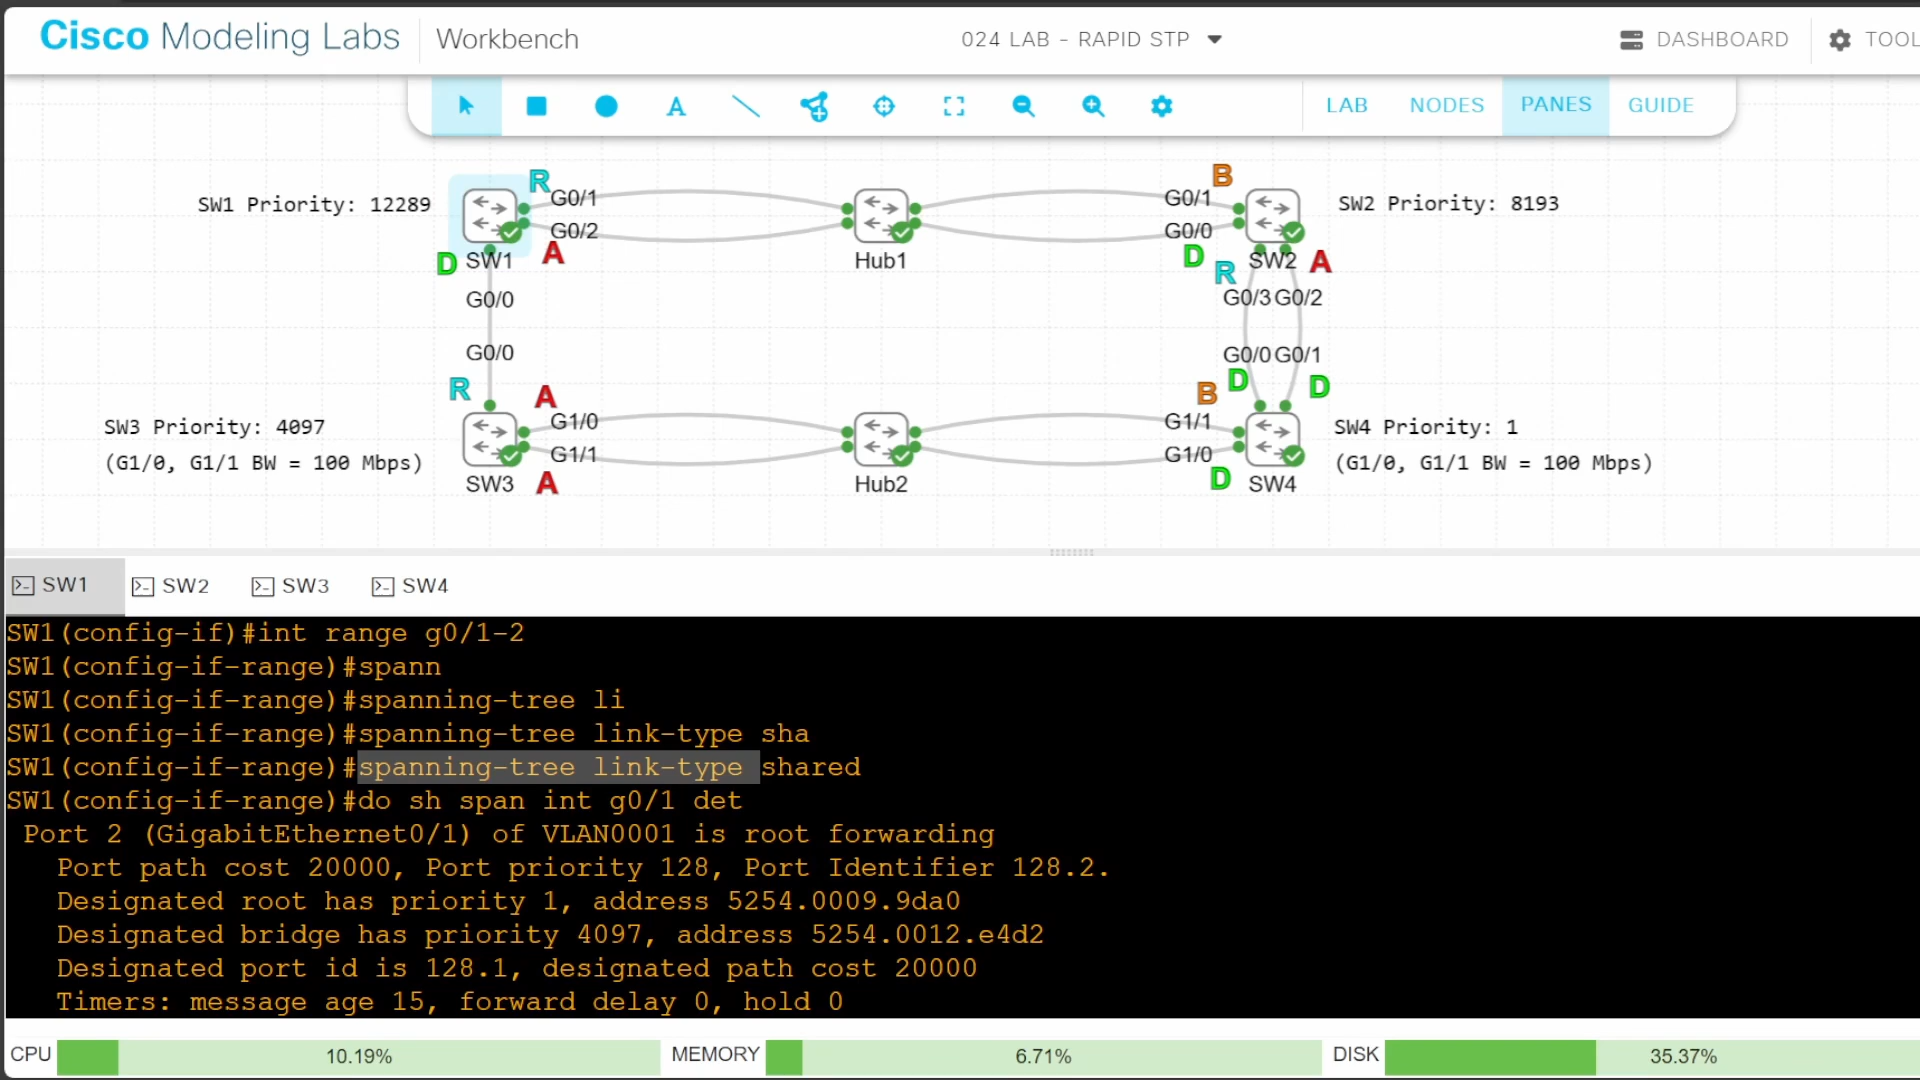 Cisco Modeling Labs Workbench 024 LAB - RAPID STP DASHBOARD TOOL
A LAB NODES PANES GUIDE
SW1 Priority: 12289
R
G0/1
G0/2
A
D
SW1
G0/0
Hub1
B
G0/1
G0/0
D
R
SW2
A
G0/3 G0/2
SW2 Priority: 8193
G0/0
R
A
G1/0
G1/1
SW3
A
SW3 Priority: 4097
(G1/0, G1/1 BW = 100 Mbps)
Hub2
G0/0 G0/1
D
D
B
G1/1
G1/0
D
SW4
SW4 Priority: 1
(G1/0, G1/1 BW = 100 Mbps)
SW1 SW2 SW3 SW4
SW1(config-if)#int range g0/1-2
SW1(config-if-range)#spann
SW1(config-if-range)#spanning-tree li
SW1(config-if-range)#spanning-tree link-type sha
SW1(config-if-range)#spanning-tree link-type shared
SW1(config-if-range)#do sh span int g0/1 det
Port 2 (GigabitEthernet0/1) of VLAN0001 is root forwarding
Port path cost 20000, Port priority 128, Port Identifier 128.2.
Designated root has priority 1, address 5254.0009.9da0
Designated bridge has priority 4097, address 5254.0012.e4d2
Designated port id is 128.1, designated path cost 20000
Timers: message age 15, forward delay 0, hold 0
CPU 10.19% MEMORY 6.71% DISK 35.37%